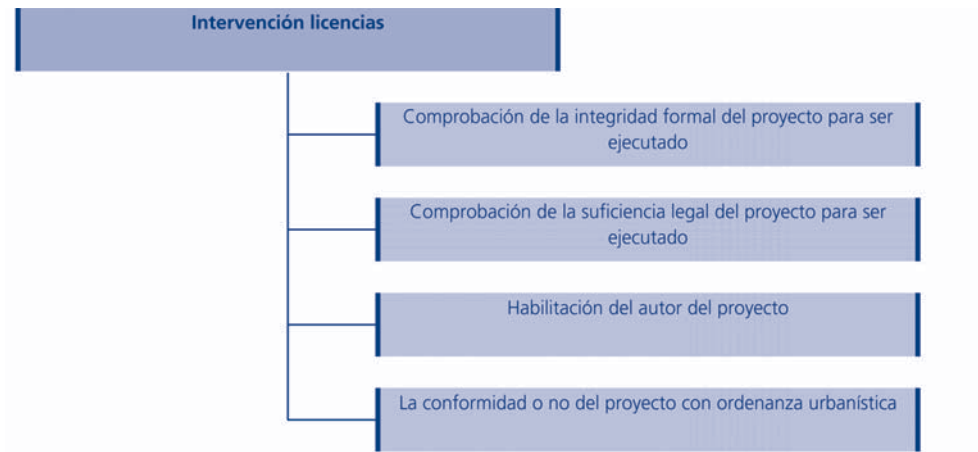 Intervención licencias
Comprobación de la integridad formal del proyecto para ser
ejecutado
Comprobación de la suficiencia legal del proyecto para ser
ejecutado
Habilitación del autor del proyecto
La conformidad o no del proyecto con ordenanza urbanística